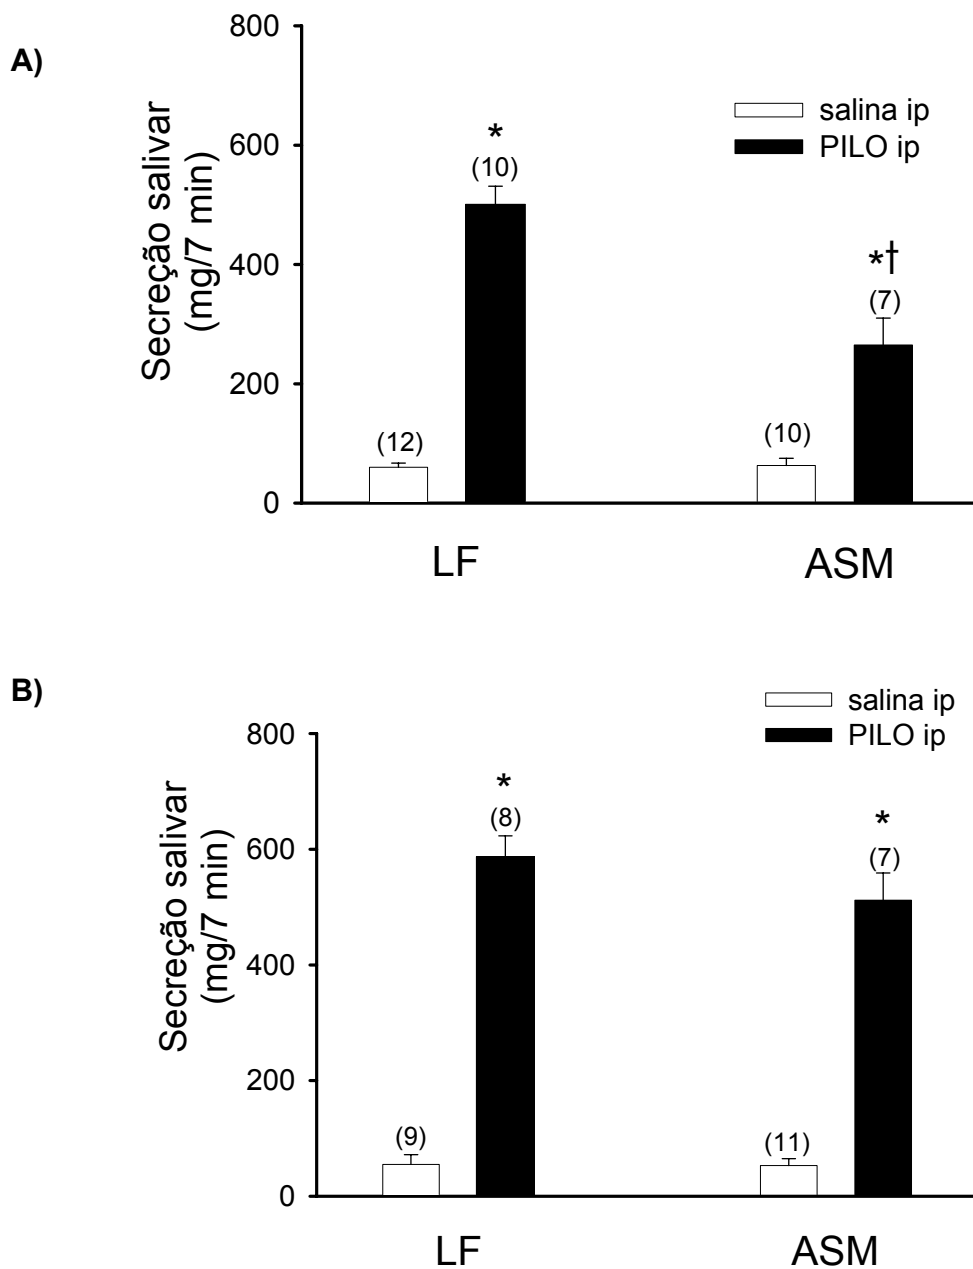 A)
800
600
400
200
0
Secreção salivar
(mg/7 min)
salina ip
PILO ip
*
(10)
*†
(7)
(12)
(10)
LF
ASM
B)
800
600
400
200
0
Secreção salivar
(mg/7 min)
salina ip
PILO ip
*
(8)
*
(7)
(9)
(11)
LF
ASM